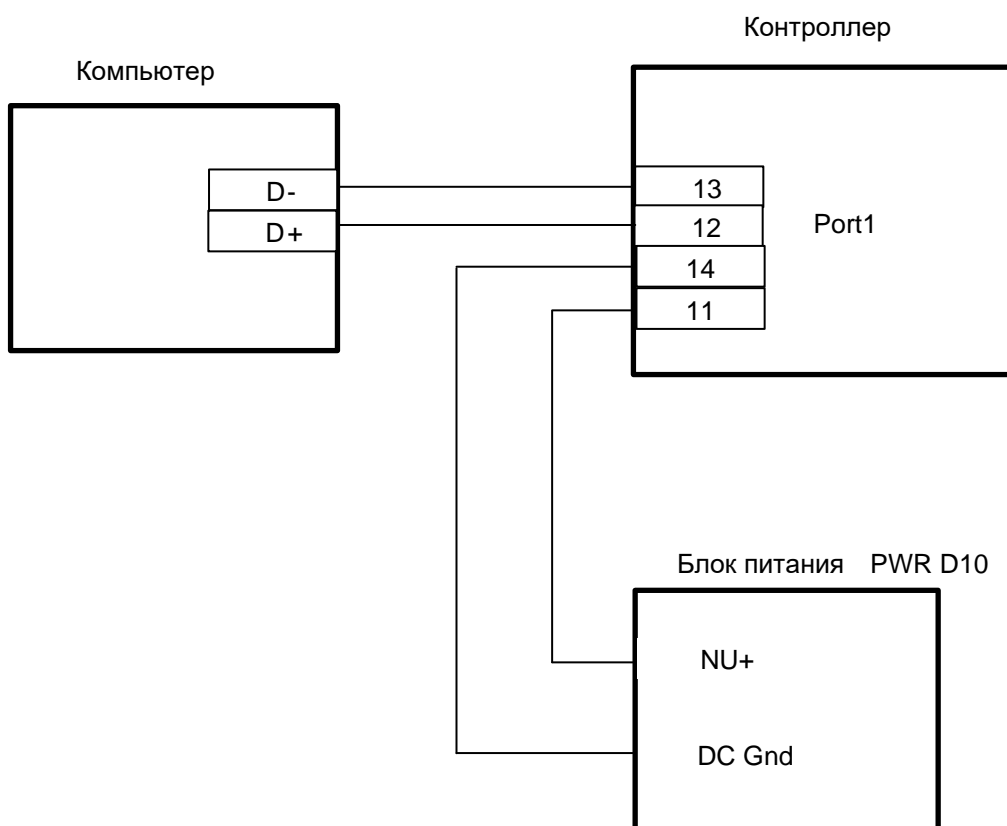 Контроллер
Компьютер
D-
D+
13
12
14
11
Port1
Блок питания PWR D10
NU+
DC Gnd